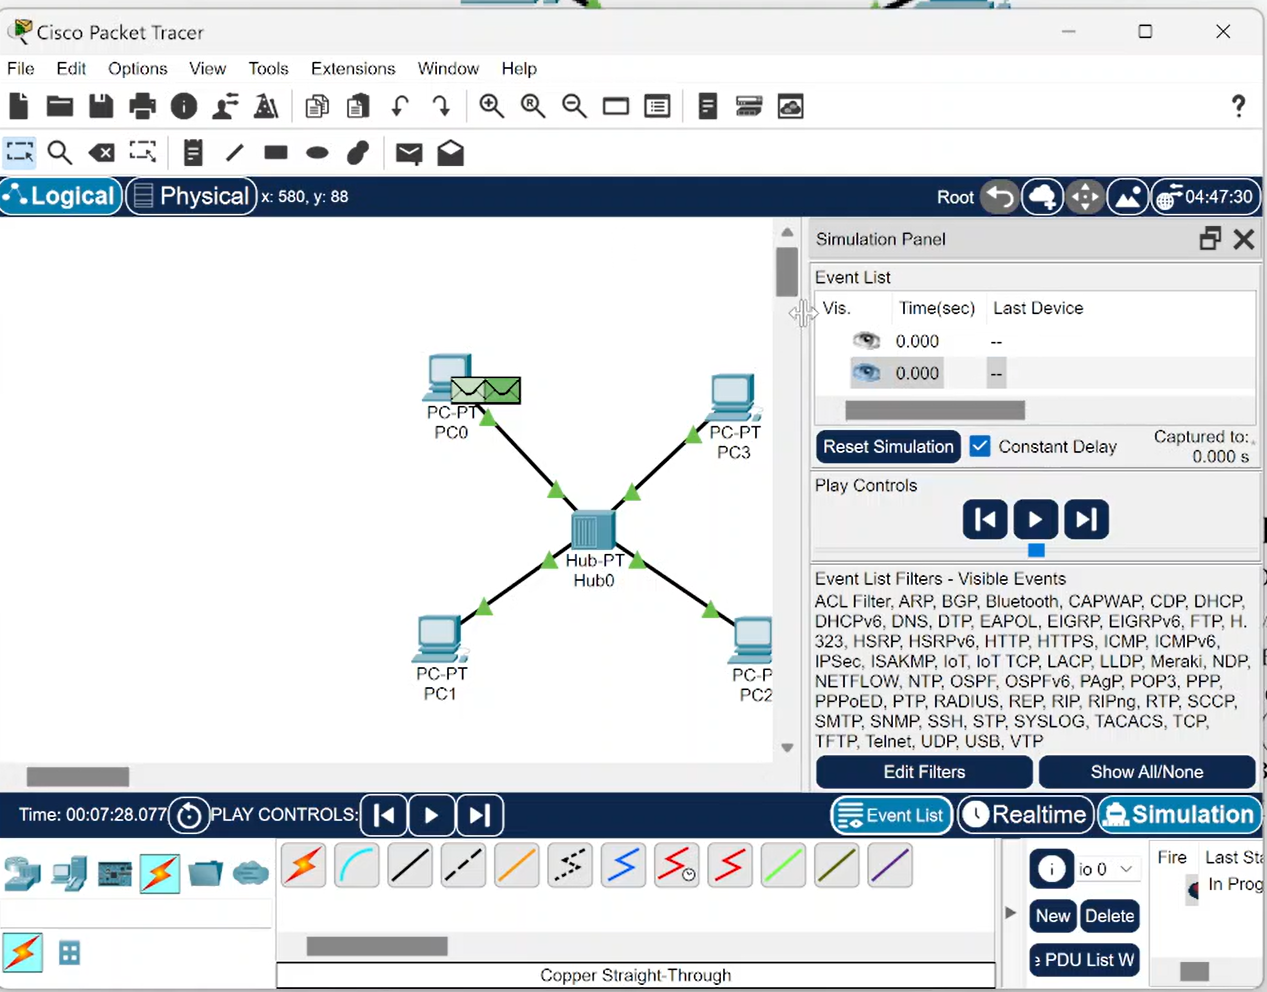 Cisco Packet Tracer
File Edit Options View Tools Extensions Window Help
Logical Physical x: 580, y: 88 Root 04:47:30
Simulation Panel
Event List
Vis. Time(sec) Last Device
0.000 --
0.000 --
Reset Simulation Constant Delay Captured to:
0.000 s
Play Controls
PC-PT
PC0
PC-PT
PC3
Hub-PT
Hub0
PC-PT
PC1
PC-P
PC2
Event List Filters - Visible Events
ACL Filter, ARP, BGP, Bluetooth, CAPWAP, CDP, DHCP,
DHCPv6, DNS, DTP, EAPOL, EIGRP, EIGRPv6, FTP, H.
323, HSRP, HSRPv6, HTTP, HTTPS, ICMP, ICMPv6,
IPSec, ISAKMP, IoT, IoT TCP, LACP, LLDP, Meraki, NDP,
NETFLOW, NTP, OSPF, OSPFv6, PAgP, POP3, PPP,
PPPoED, PTP, RADIUS, REP, RIP, RIPng, RTP, SCCP,
SMTP, SNMP, SSH, STP, SYSLOG, TACACS, TCP,
TFTP, Telnet, UDP, USB, VTP
Edit Filters Show All/None
Time: 00:07:28.077 PLAY CONTROLS: Event List Realtime Simulation
io 0 Fire Last Sta
In Prog
New Delete
e PDU List W
Copper Straight-Through